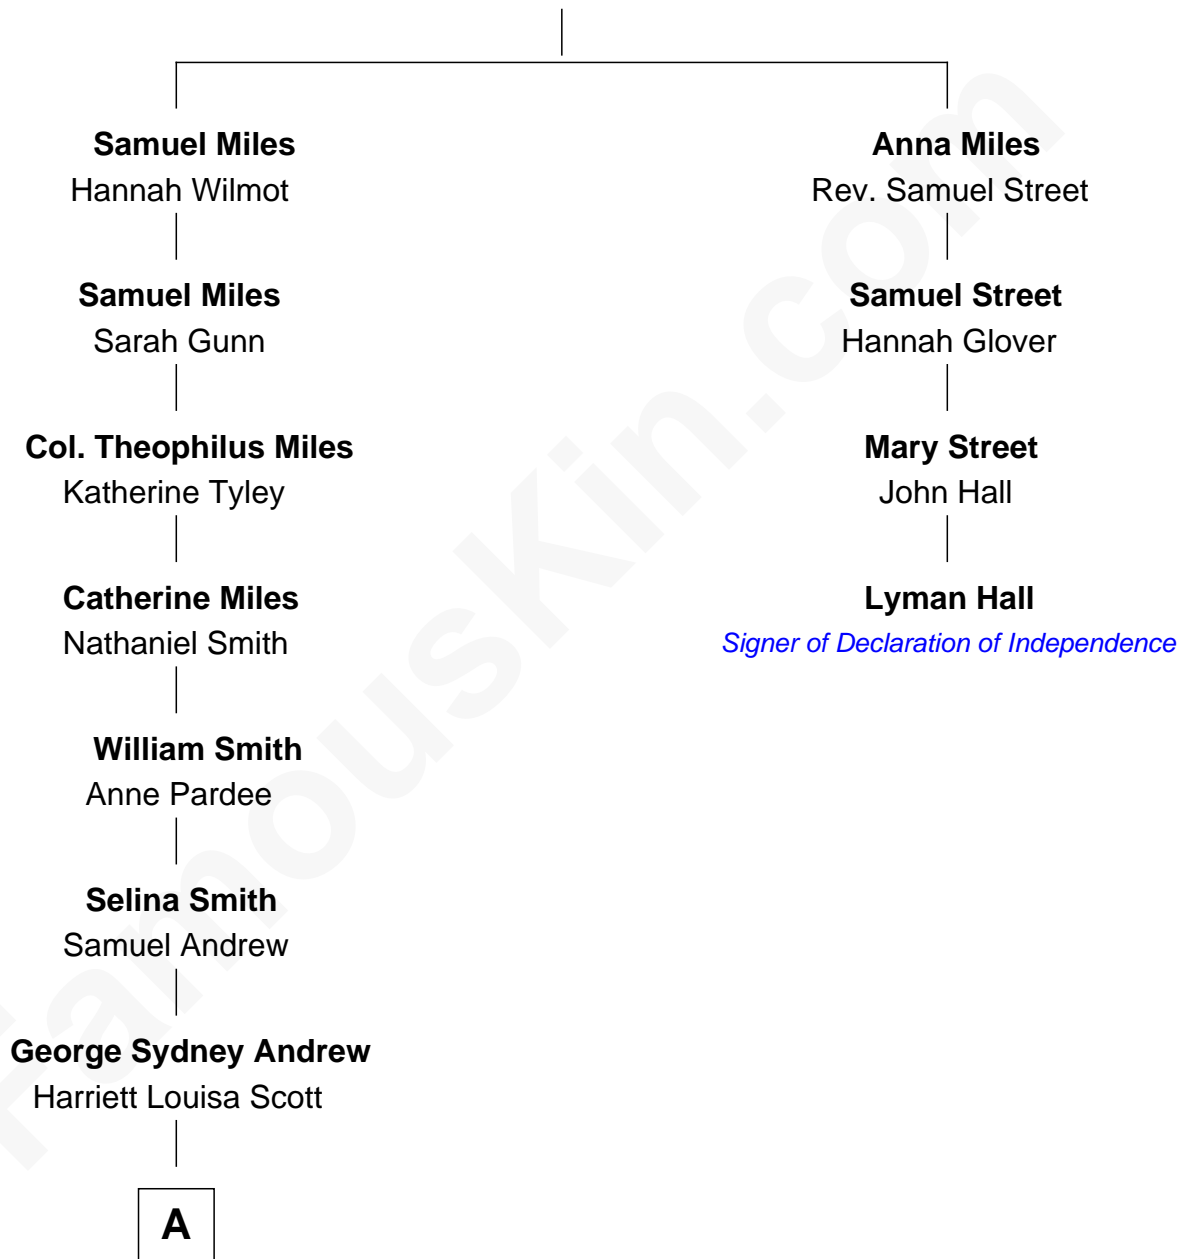 Samuel Miles
Hannah Wilmot
Samuel Miles
Sarah Gunn
Col. Theophilus Miles
Katherine Tyley
Catherine Miles
Nathaniel Smith
William Smith
Anne Pardee
Selina Smith
Samuel Andrew
George Sydney Andrew
Harriett Louisa Scott
A
Anna Miles
Rev. Samuel Street
Samuel Street
Hannah Glover
Mary Street
John Hall
Lyman Hall
Signer of Declaration of Independence
FamousKin.com